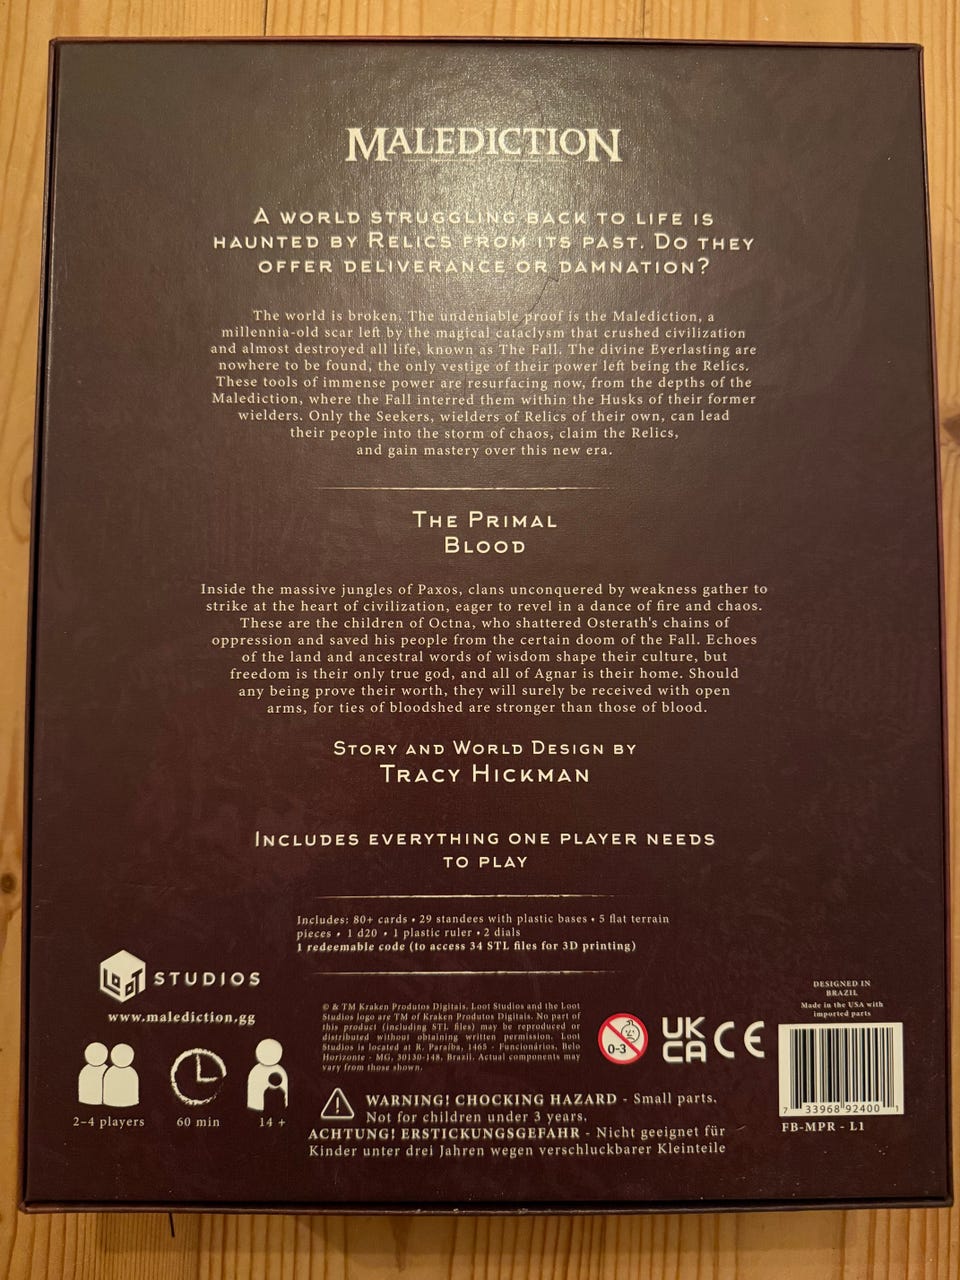 MALEDICTION
A WORLD STRUGGLING BACK TO LIFE IS
HAUNTED BY RELICS FROM ITS PAST. DO THEY
OFFER DELIVERANCE OR DAMNATION?
The world is broken. The undeniable proof is the Malediction, a
millennia-old scar left by the magical cataclysm that crushed civilization
and almost destroyed all life, known as The Fall. The divine Everlasting are
nowhere to be found, the only vestige of their power left being the Relics.
These tools of immense power are resurfacing now, from the depths of the
Malediction, where the Fall interred them within the Husks of their former
wielders. Only the Seekers, wielders of Relics of their own, can lead
their people into the storm of chaos, claim the Relics,
and gain mastery over this new era.
THE PRIMAL
BLOOD
Inside the massive jungles of Paxos, clans unconquered by weakness gather to
strike at the heart of civilization, eager to revel in a dance of fire and chaos.
These are the children of Octna, who shattered Osterath's chains of
oppression and saved his people from the certain doom of the Fall. Echoes
of the land and ancestral words of wisdom shape their culture, but
freedom is their only true god, and all of Agnar is their home. Should
any being prove their worth, they will surely be received with open
arms, for ties of bloodshed are stronger than those of blood.
STORY AND WORLD DESIGN BY
TRACY HICKMAN
INCLUDES EVERYTHING ONE PLAYER NEEDS
TO PLAY
Includes: 80+ cards • 29 standees with plastic bases • 5 flat terrain
pieces • 1 d20 • 1 plastic ruler • 2 dials
1 redeemable code (to access 34 STL files for 3D printing)
LOOT STUDIOS
www.malediction.gg
2–4 players
60 min
14 +
© & TM Kraken Produtos Digitais. Loot Studios and the Loot
Studios logo are TM of Kraken Produtos Digitais. No part of
this product (including STL files) may be reproduced or
distributed without obtaining written permission. Loot
Studios is located at R. Paraíba, 1465 - Funcionários, Belo
Horizonte - MG, 30130-148, Brazil. Actual components may
vary from those shown.
0-3
UK
CA
CE
DESIGNED IN
BRAZIL
Made in the USA with
imported parts
7 33968 92400 1
FB-MPR - L1
WARNING! CHOCKING HAZARD - Small parts.
Not for children under 3 years.
ACHTUNG! ERSTICKUNGSGEFAHR - Nicht geeignet für
Kinder unter drei Jahren wegen verschluckbarer Kleinteile